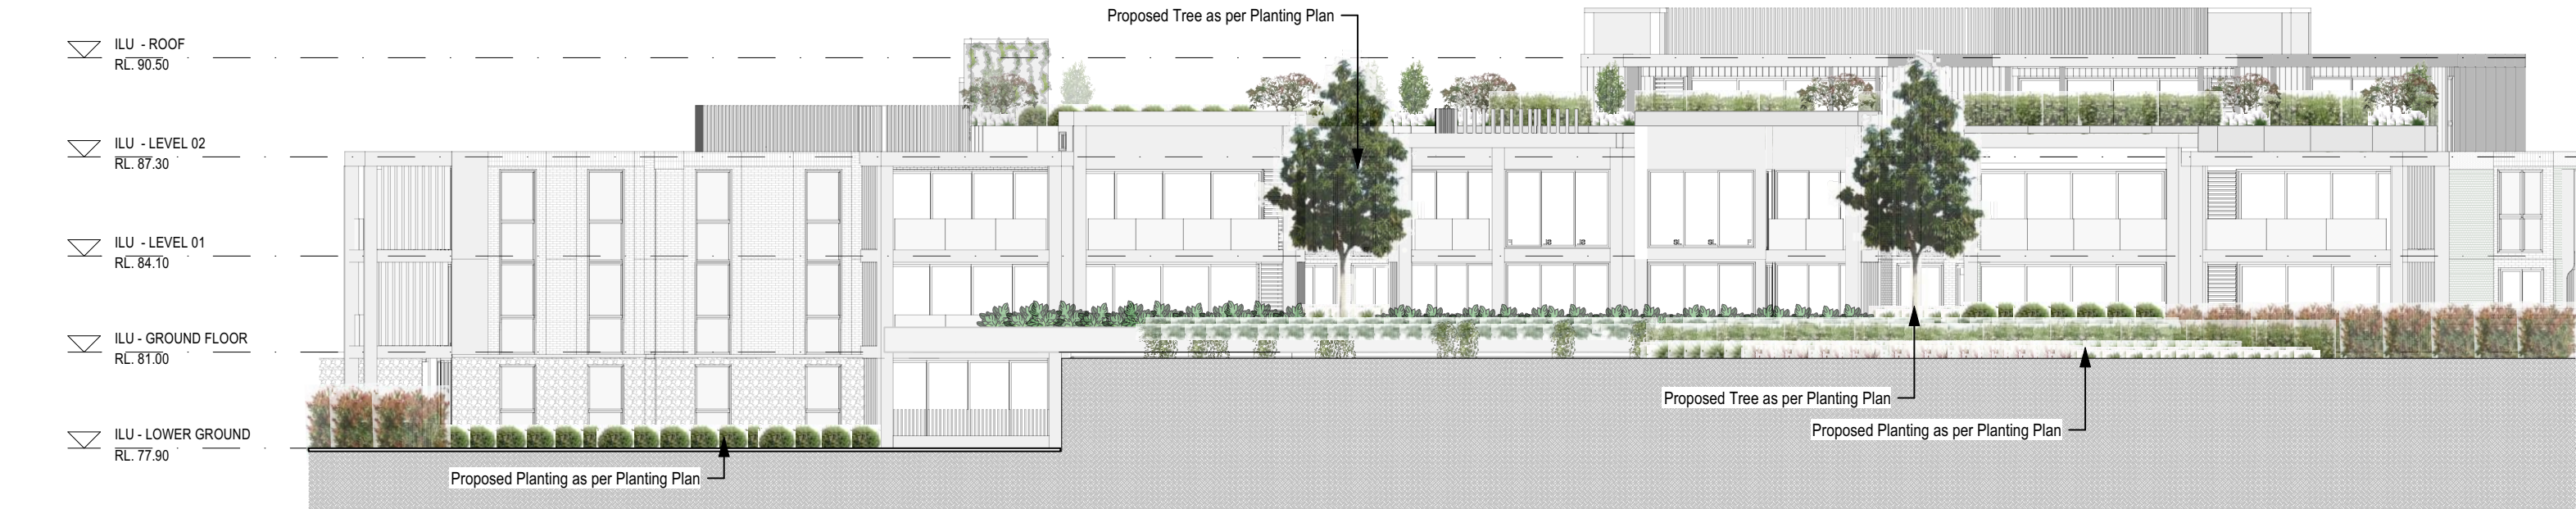 Proposed Tree as per Planting Plan
ILU - ROOF
RL. 90.50
ILU - LEVEL 02
RL. 87.30
ILU - LEVEL 01
RL. 84.10
ILU - GROUND FLOOR
RL. 81.00
Proposed Tree as per Planting Plan
Proposed Planting as per Planting Plan
ILU - LOWER GROUND
RL. 77.90
Proposed Planting as per Planting Plan